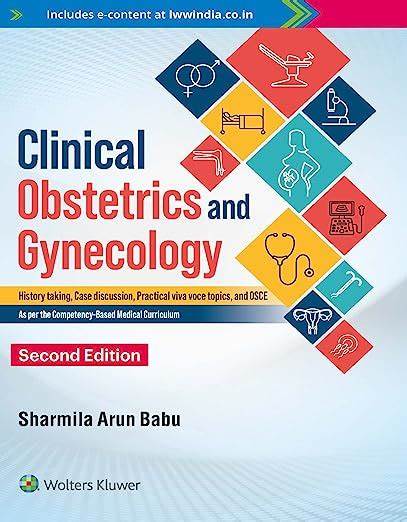 Includes e-content at lwwindia.co.in
Clinical
Obstetrics and
Gynecology
History taking, Case discussion, Practical viva voce topics, and OSCE
As per the Competency-Based Medical Curriculum
Second Edition
Sharmila Arun Babu
Wolters Kluwer